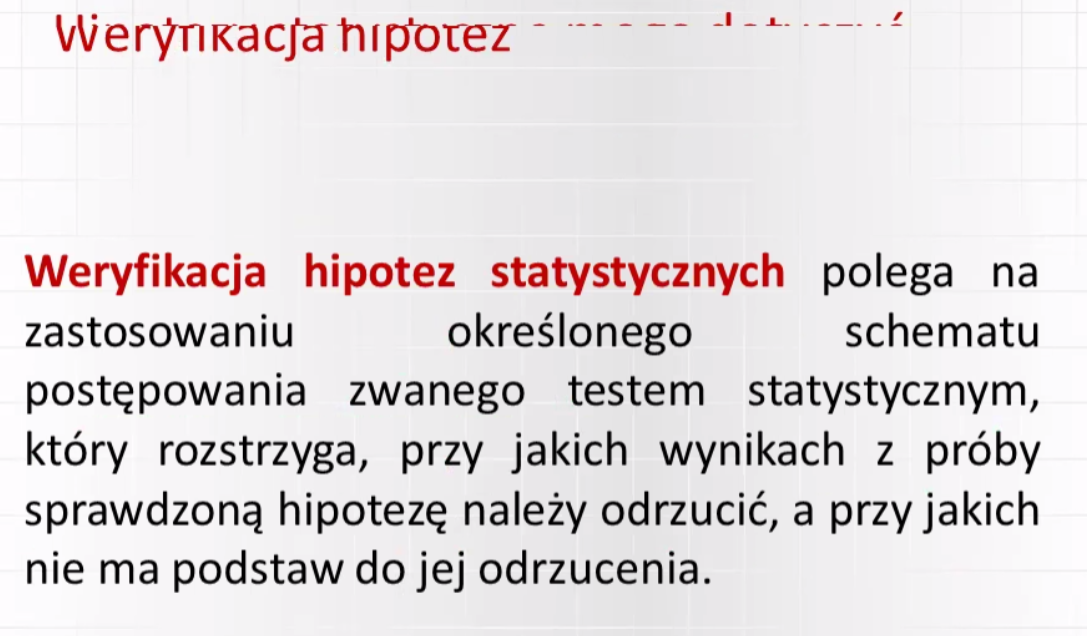 Weryfikacja hipotez
Weryfikacja hipotez statystycznych polega na
zastosowaniu określonego schematu
postępowania zwanego testem statystycznym,
który rozstrzyga, przy jakich wynikach z próby
sprawdzoną hipotezę należy odrzucić, a przy jakich
nie ma podstaw do jej odrzucenia.